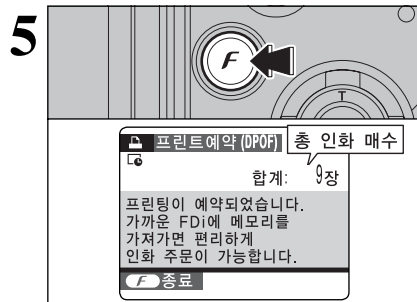 5
F
T
프린트예약 (DPOF)
총 인화 매수
합계: 9장
프린팅이 예약되었습니다.
가까운 FDi에 메모리를
가져가면 편리하게
인화 주문이 가능합니다.
F 종료